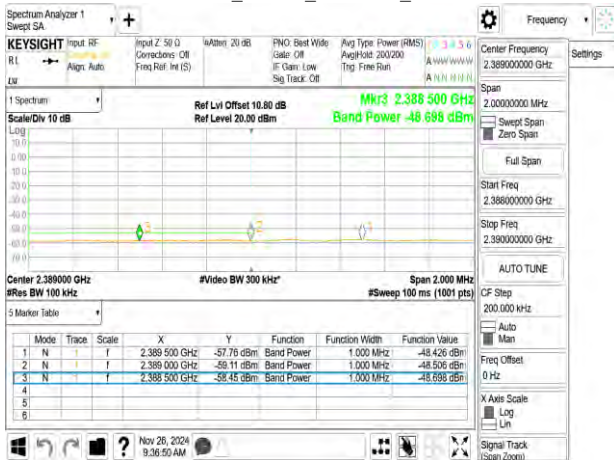 Spectrum Analyzer 1
Swept SA
Frequency
KEYSIGHT
Input: RF
Input Z: 50 Ω
#Atten: 20 dB
PNO: Best Wide
Avg Type: Power (RMS)
RL
Corrections: Off
Gate: Off
Avg|Hold: 200/200
Align: Auto
Freq Ref: Int (S)
IF Gain: Low
Trig: Free Run
Sig Track: Off
Center Frequency
2.389000000 GHz
Settings
Span
2.00000000 MHz
Swept Span
Zero Span
Full Span
Start Freq
2.388000000 GHz
Stop Freq
2.390000000 GHz
AUTO TUNE
CF Step
200.000 kHz
Auto
Man
Freq Offset
0 Hz
X Axis Scale
Log
Lin
Signal Track
(Span Zoom)
1 Spectrum
Scale/Div 10 dB
Ref Lvl Offset 10.80 dB
Ref Level 20.00 dBm
Mkr3 2.388 500 GHz
Band Power -48.698 dBm
Log
10.0
0.00
-10.0
-20.0
-30.0
-40.0
-50.0
-60.0
-70.0
Center 2.389000 GHz
#Video BW 300 kHz*
Span 2.000 MHz
#Res BW 100 kHz
#Sweep 100 ms (1001 pts)
5 Marker Table
Mode Trace Scale X Y Function Function Width Function Value
1 N 1 f 2.389 500 GHz -57.76 dBm Band Power 1.000 MHz -48.426 dBm
2 N 1 f 2.389 000 GHz -59.11 dBm Band Power 1.000 MHz -48.506 dBm
3 N 1 f 2.388 500 GHz -58.45 dBm Band Power 1.000 MHz -48.698 dBm
4
5
6
Nov 26, 2024
9:36:50 AM